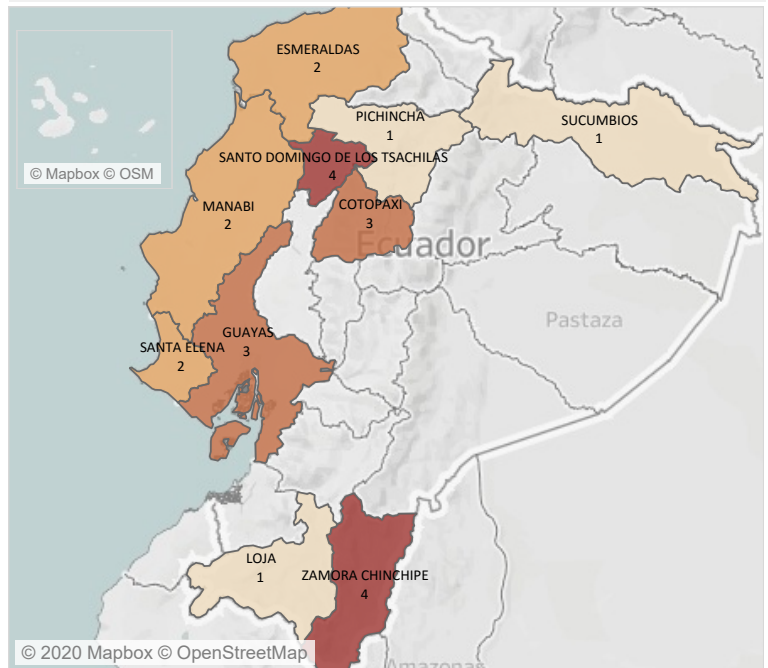 ESMERALDAS
2
PICHINCHA
1
SUCUMBIOS
1
© Mapbox © OSM
SANTO DOMINGO DE LOS TSACHILAS
4
MANABI
2
COTOPAXI
3
Ecuador
Pastaza
GUAYAS
3
SANTA ELENA
2
LOJA
1
ZAMORA CHINCHIPE
4
© 2020 Mapbox © OpenStreetMap
Amazonas